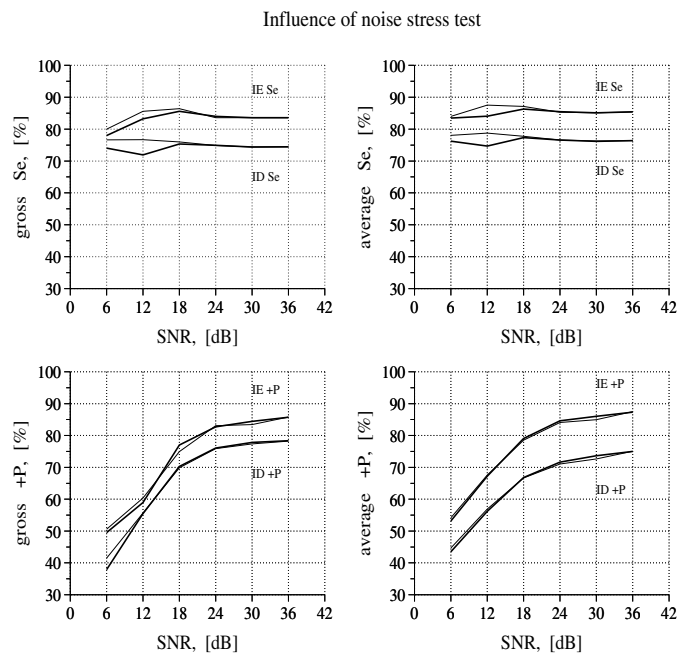 Influence of noise stress test
100
90
80
70
60
50
40
30
0 6 12 18 24 30 36 42
gross Se, [%]
SNR, [dB]
IE Se
ID Se
100
90
80
70
60
50
40
30
0 6 12 18 24 30 36 42
average Se, [%]
SNR, [dB]
IE Se
ID Se
100
90
80
70
60
50
40
30
0 6 12 18 24 30 36 42
gross +P, [%]
SNR, [dB]
IE +P
ID +P
100
90
80
70
60
50
40
30
0 6 12 18 24 30 36 42
average +P, [%]
SNR, [dB]
IE +P
ID +P